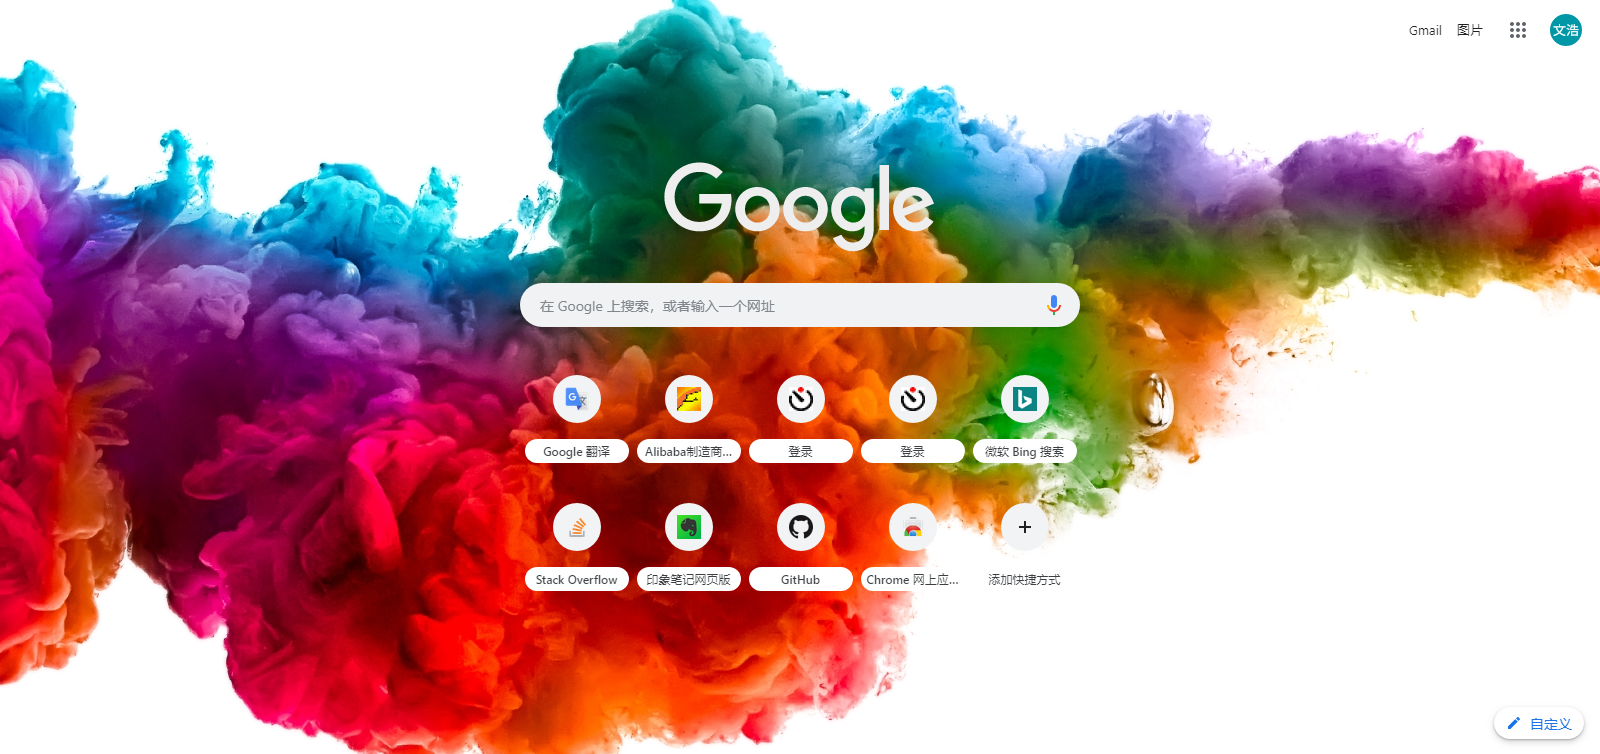 Gmail 图片 文浩
Google
在 Google 上搜索，或者输入一个网址
Google 翻译 Alibaba制造商... 登录 登录 微软 Bing 搜索
Stack Overflow 印象笔记网页版 GitHub Chrome 网上应... 添加快捷方式
自定义